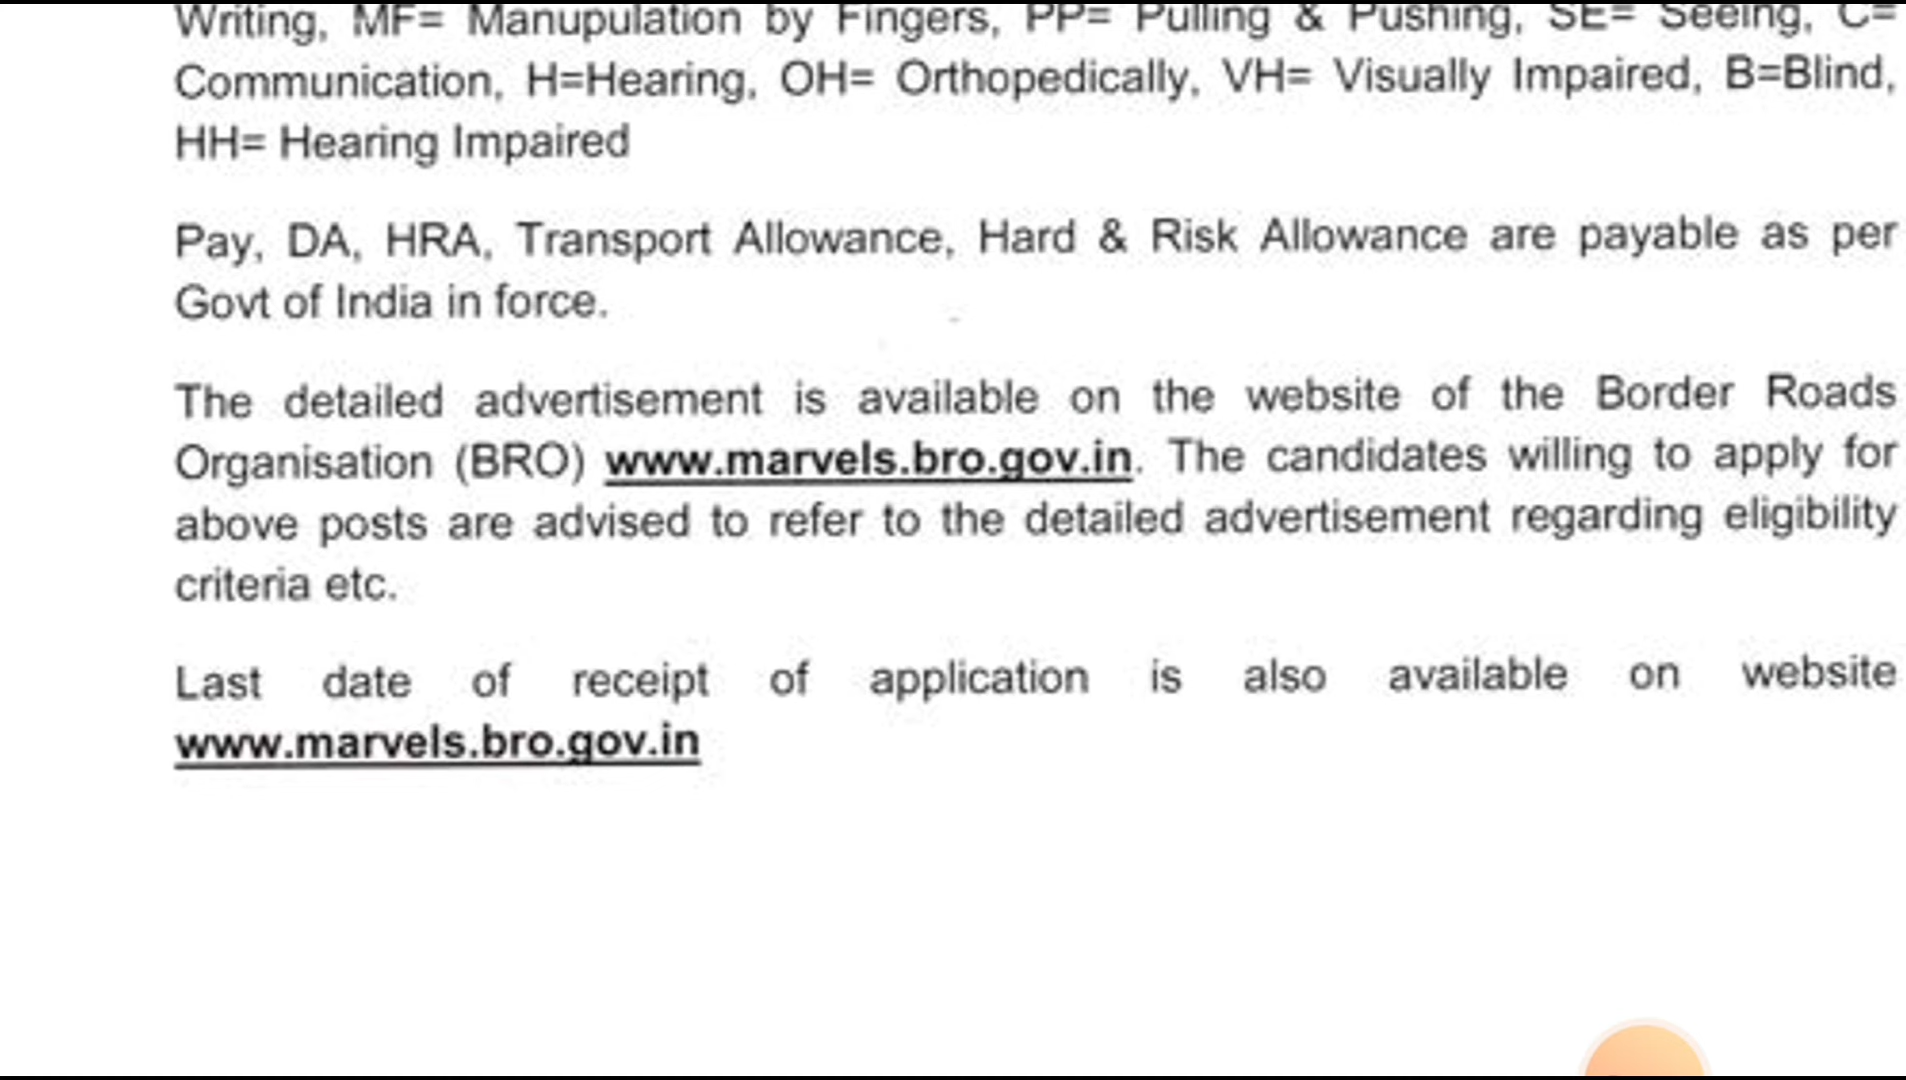 Writing, MF= Manupulation by Fingers, PP= Pulling & Pushing, SE= Seeing, C=
Communication, H=Hearing, OH= Orthopedically, VH= Visually Impaired, B=Blind,
HH= Hearing Impaired
Pay, DA, HRA, Transport Allowance, Hard & Risk Allowance are payable as per
Govt of India in force.
The detailed advertisement is available on the website of the Border Roads
Organisation (BRO) www.marvels.bro.gov.in. The candidates willing to apply for
above posts are advised to refer to the detailed advertisement regarding eligibility
criteria etc.
Last date of receipt of application is also available on website
www.marvels.bro.gov.in